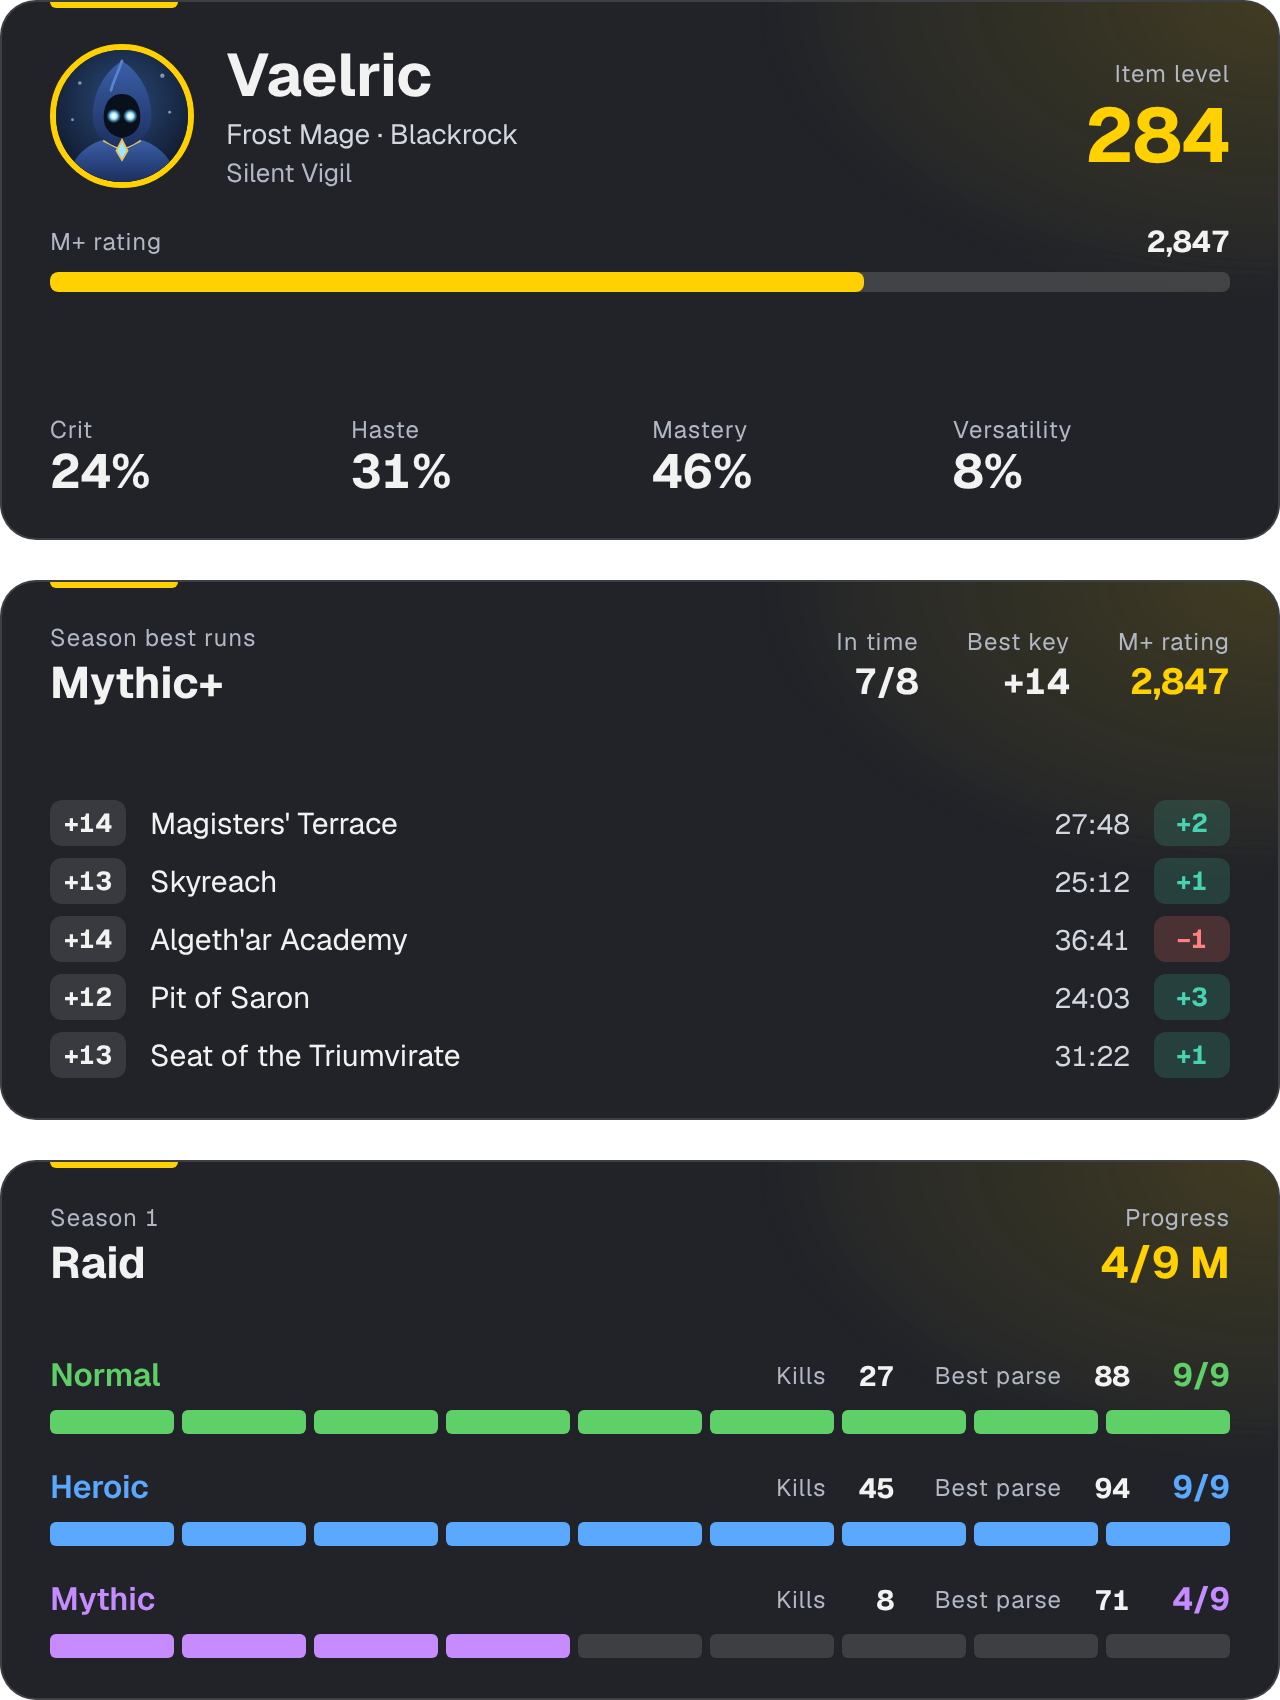 Vaelric
Frost Mage · Blackrock
Silent Vigil
Item level
284
M+ rating
2,847
Crit
24%
Haste
31%
Mastery
46%
Versatility
8%
Season best runs
Mythic+
In time
7/8
Best key
+14
M+ rating
2,847
+14 Magisters' Terrace 27:48 +2
+13 Skyreach 25:12 +1
+14 Algeth'ar Academy 36:41 −1
+12 Pit of Saron 24:03 +3
+13 Seat of the Triumvirate 31:22 +1
Season 1
Raid
Progress
4/9 M
Normal Kills 27 Best parse 88 9/9
Heroic Kills 45 Best parse 94 9/9
Mythic Kills 8 Best parse 71 4/9